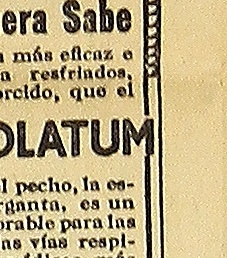 era Sabe
más eficaz e
a resfriados,
orcido, que el
OLATUM
el pecho, la es-
rganta, es un
orable para las
as vías respi-